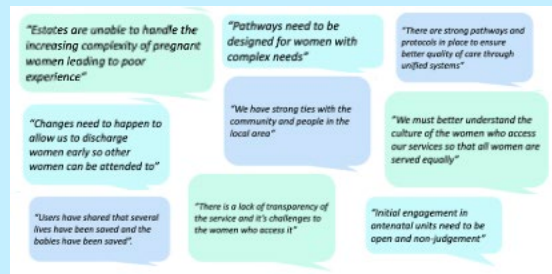 "Estates are unable to handle the
increasing complexity of pregnant
women leading to poor
experience"
"Pathways need to be
designed for women with
complex needs"
"There are strong pathways and
protocols in place to ensure
better quality of care through
unified systems"
"Changes need to happen to
allow us to discharge
women early so other
women can be attended to"
"We have strong ties with the
community and people in the
local area"
"We must better understand the
culture of the women who access
our services so that all women are
served equally"
"Users have shared that several
lives have been saved and the
babies have been saved".
"There is a lack of transparency of
the service and it's challenges to
the women who access it"
"Initial engagement in
antenatal units need to be
open and non-judgement"